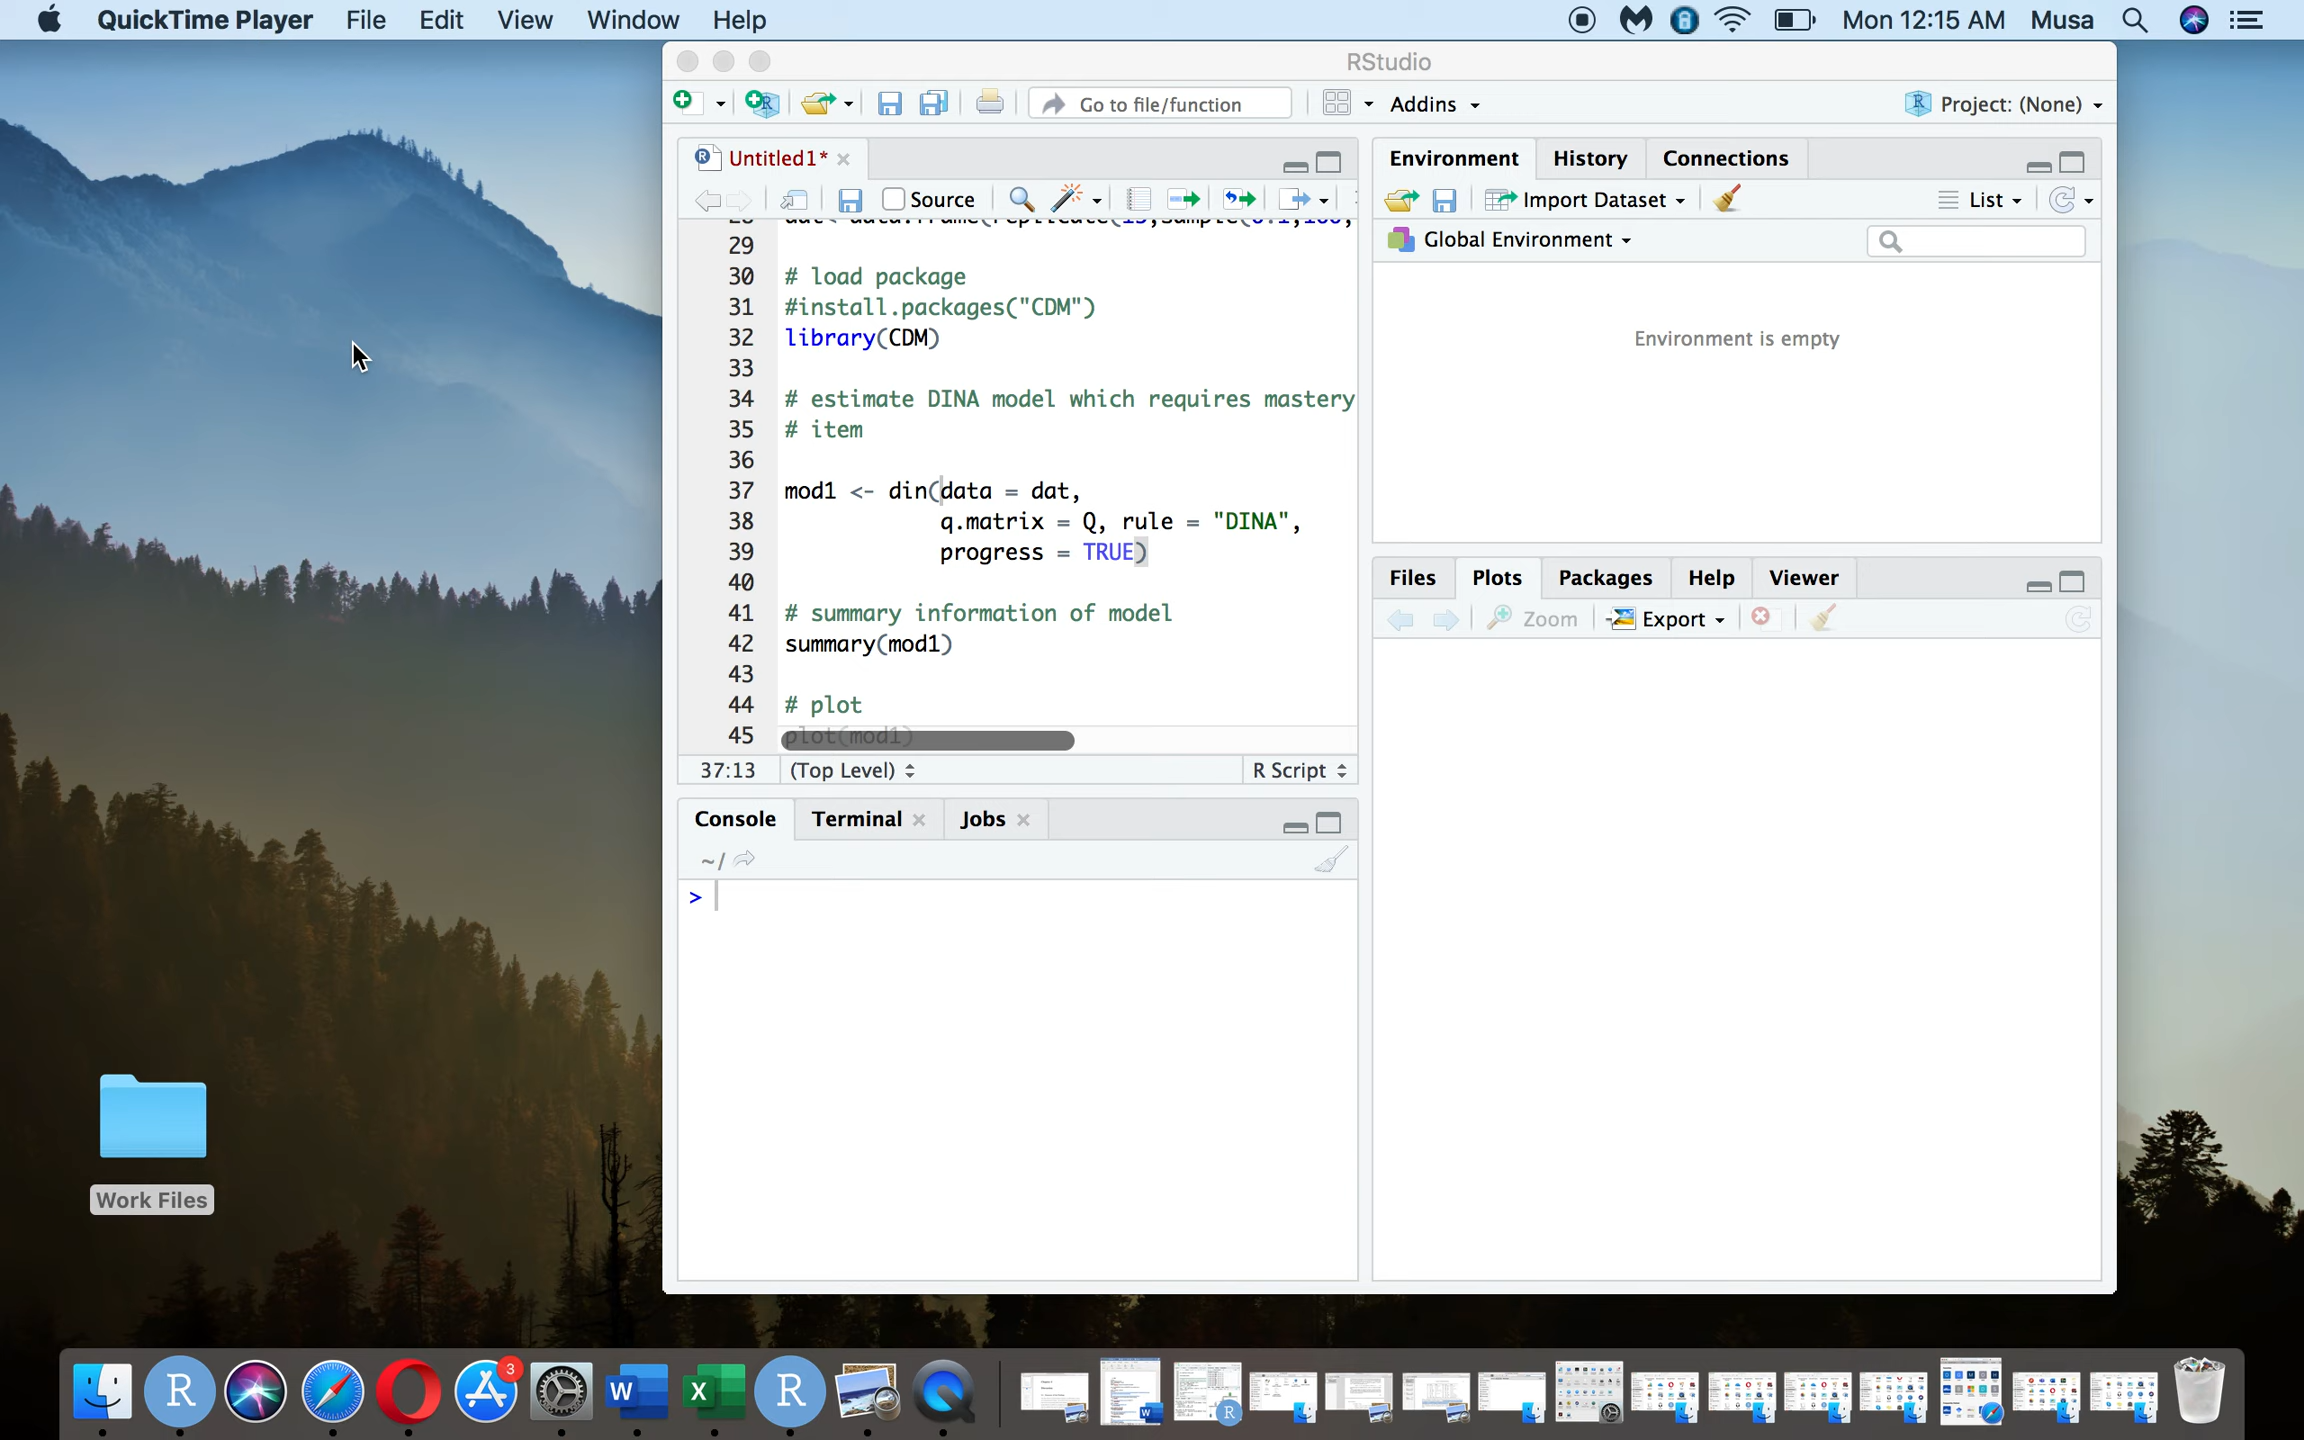 QuickTime Player File Edit View Window Help Mon 12:15 AM Musa
RStudio
Go to file/function Addins Project: (None)
Untitled1*
Source
29
30 # load package
31 #install.packages("CDM")
32 library(CDM)
33
34 # estimate DINA model which requires mastery
35 # item
36
37 mod1 <- din(data = dat,
38 q.matrix = Q, rule = "DINA",
39 progress = TRUE)
40
41 # summary information of model
42 summary(mod1)
43
44 # plot
45 plot(mod1)
37:13 (Top Level) R Script
Console Terminal Jobs
~/
>
Environment History Connections
Import Dataset List
Global Environment
Environment is empty
Files Plots Packages Help Viewer
Zoom Export
Work Files
R
3
W
X
R